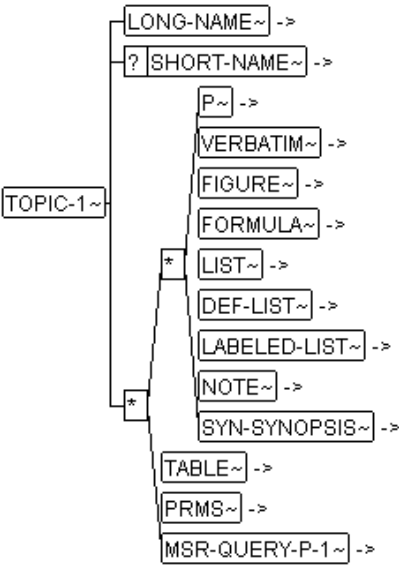 LONG-NAME~ ->
? SHORT-NAME~ ->
P~ ->
VERBATIM~ ->
FIGURE~ ->
TOPIC-1~
FORMULA~ ->
* LIST~ ->
DEF-LIST~ ->
LABELED-LIST~ ->
NOTE~ ->
*
SYN-SYNOPSIS~ ->
TABLE~ ->
PRMS~ ->
MSR-QUERY-P-1~ ->